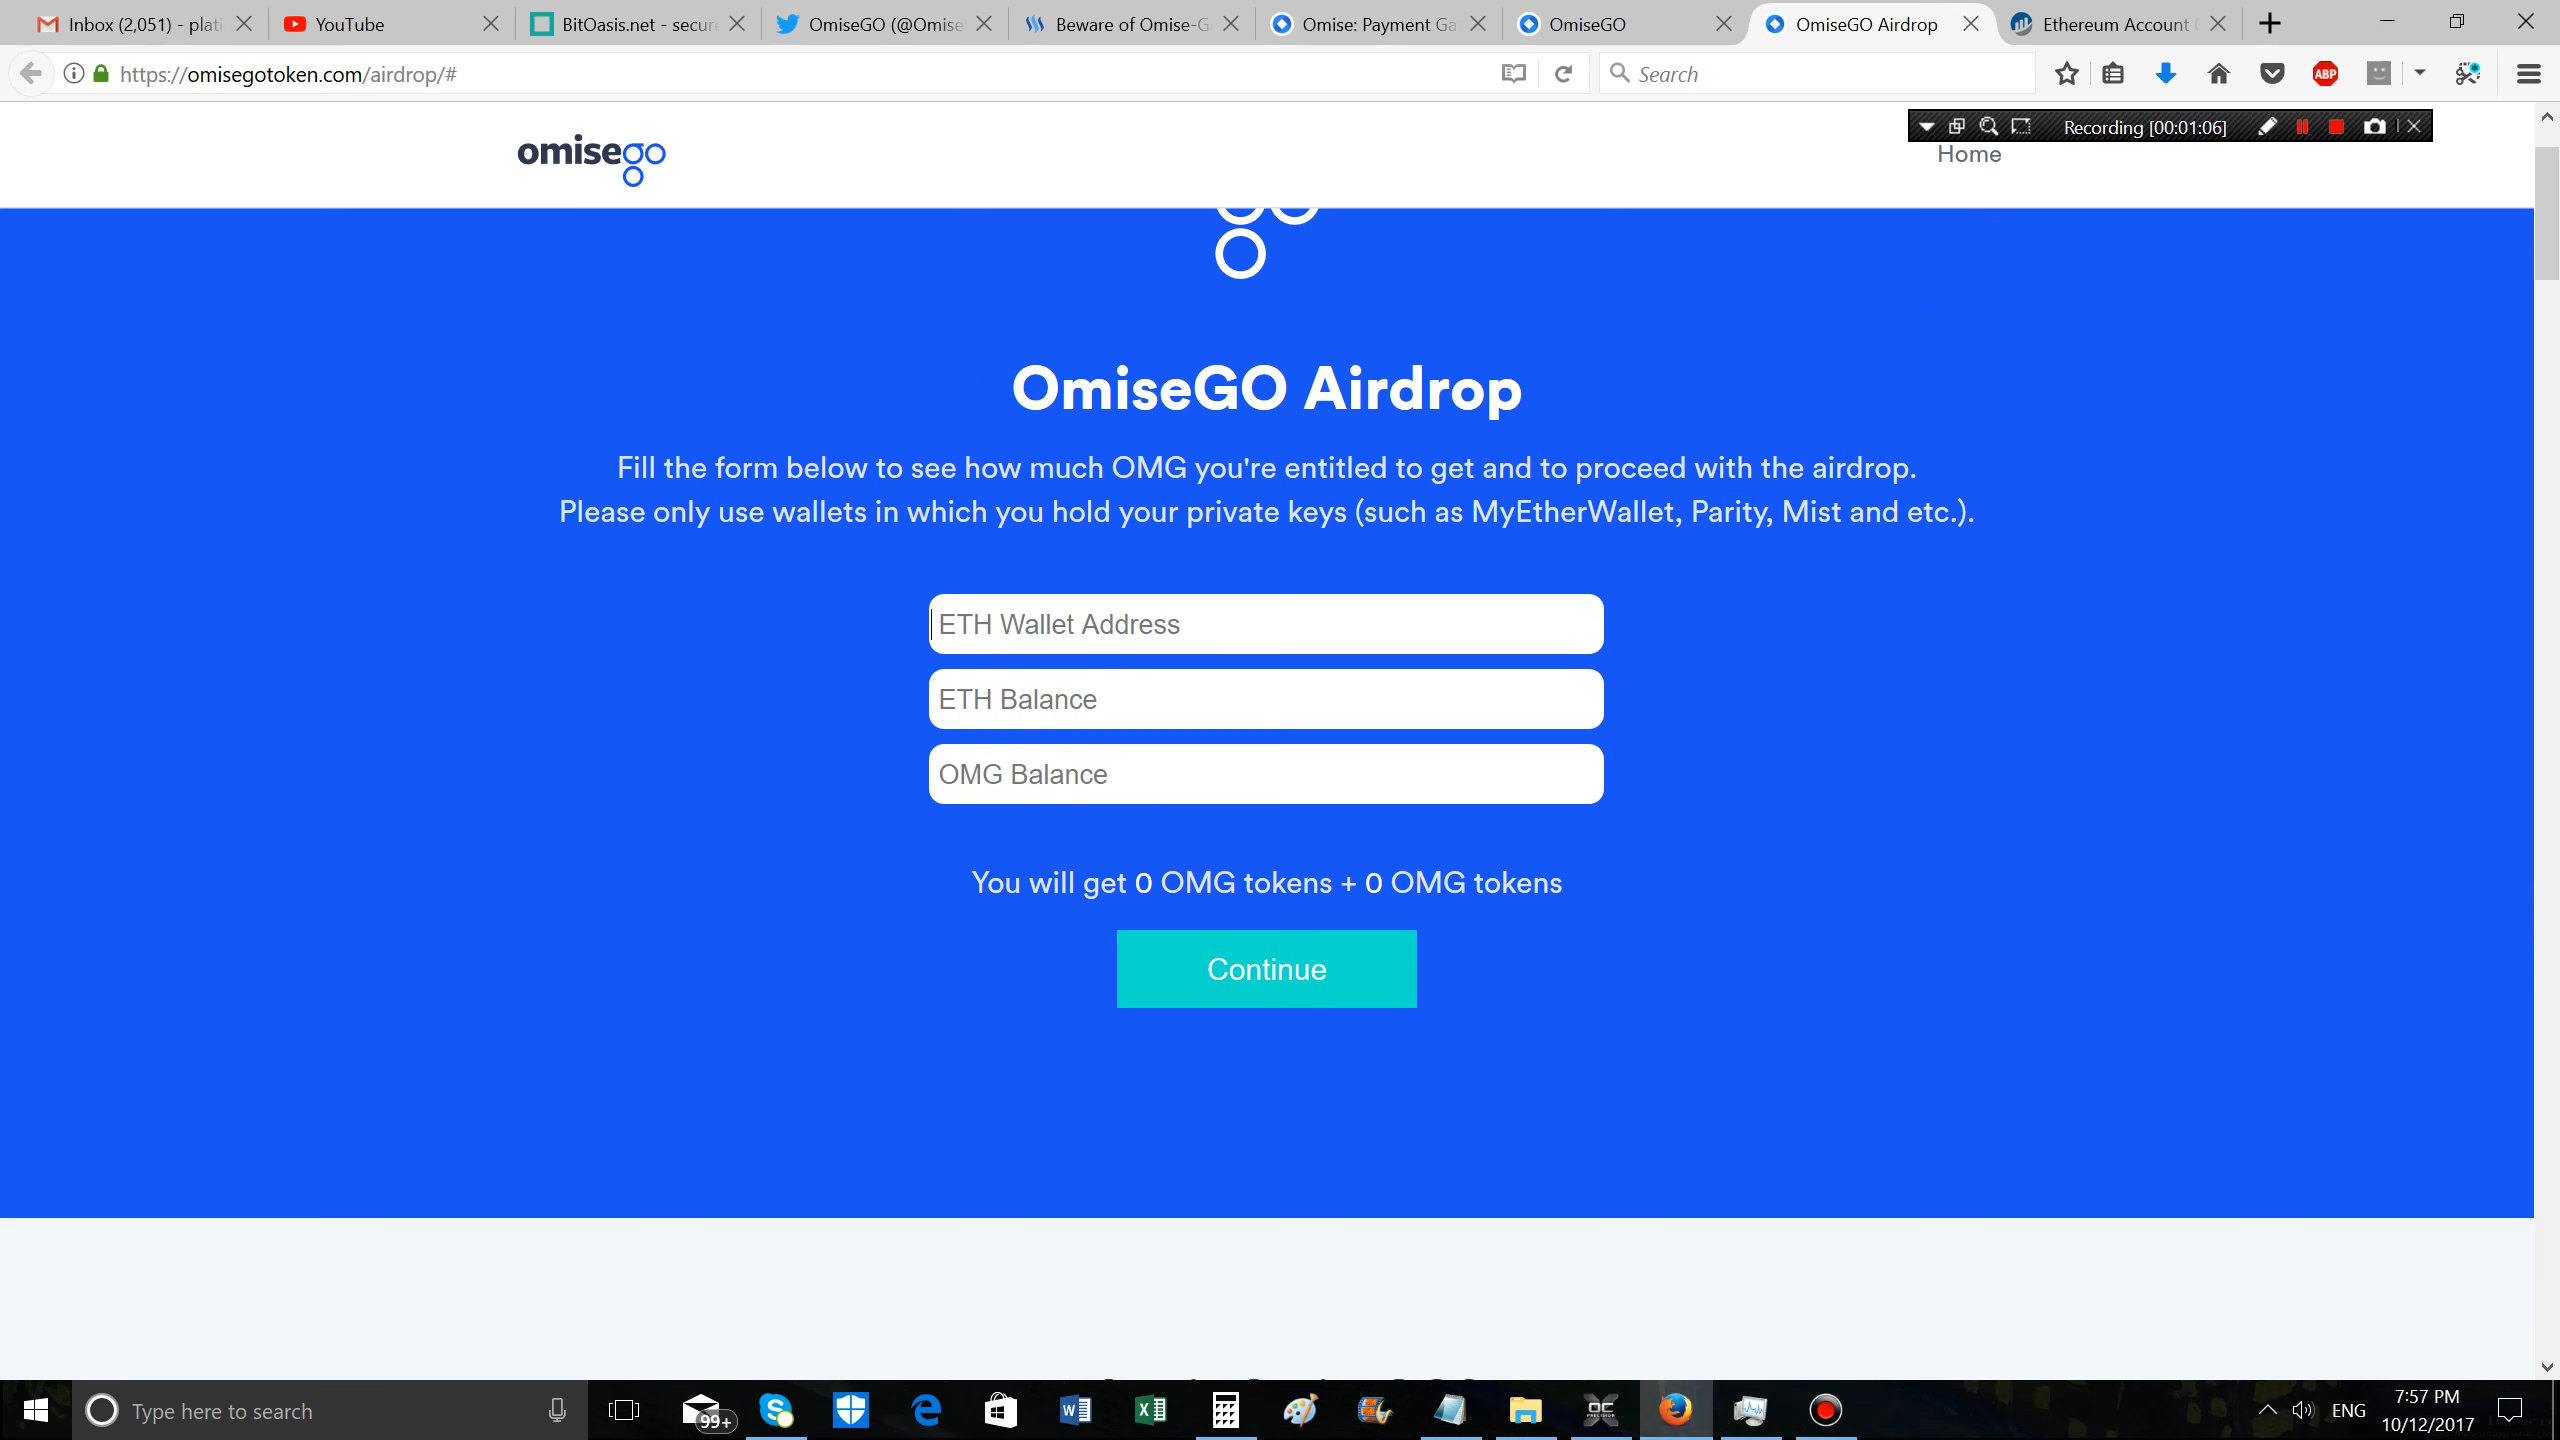 Inbox (2,051) - plati
YouTube
BitOasis.net - secure
OmiseGO (@Omise
Beware of Omise-G
Omise: Payment Ga
OmiseGO
OmiseGO Airdrop
Ethereum Account
https://omisegotoken.com/airdrop/#
Search
ABP
Recording [00:01:06]
omisego
Home
OmiseGO Airdrop
Fill the form below to see how much OMG you're entitled to get and to proceed with the airdrop.
Please only use wallets in which you hold your private keys (such as MyEtherWallet, Parity, Mist and etc.).
ETH Wallet Address
ETH Balance
OMG Balance
You will get 0 OMG tokens + 0 OMG tokens
Continue
Type here to search
99+
ENG
7:57 PM
10/12/2017